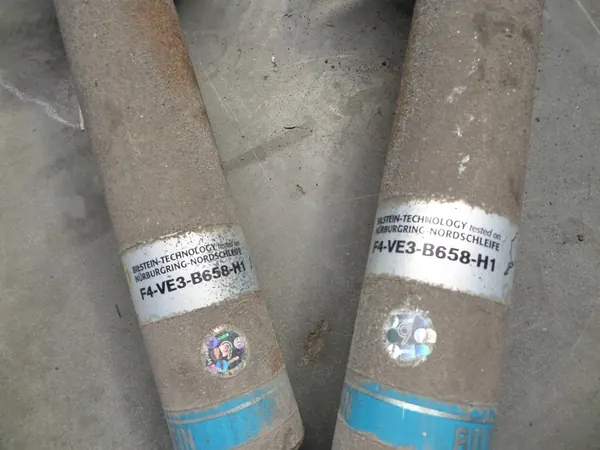 BILSTEIN-TECHNOLOGY tested on
NÜRBURGRING-NORDSCHLEIFE
F4-VE3-B658-H1
BILSTEIN-TECHNOLOGY tested on
NÜRBURGRING-NORDSCHLEIFE
F4-VE3-B658-H1